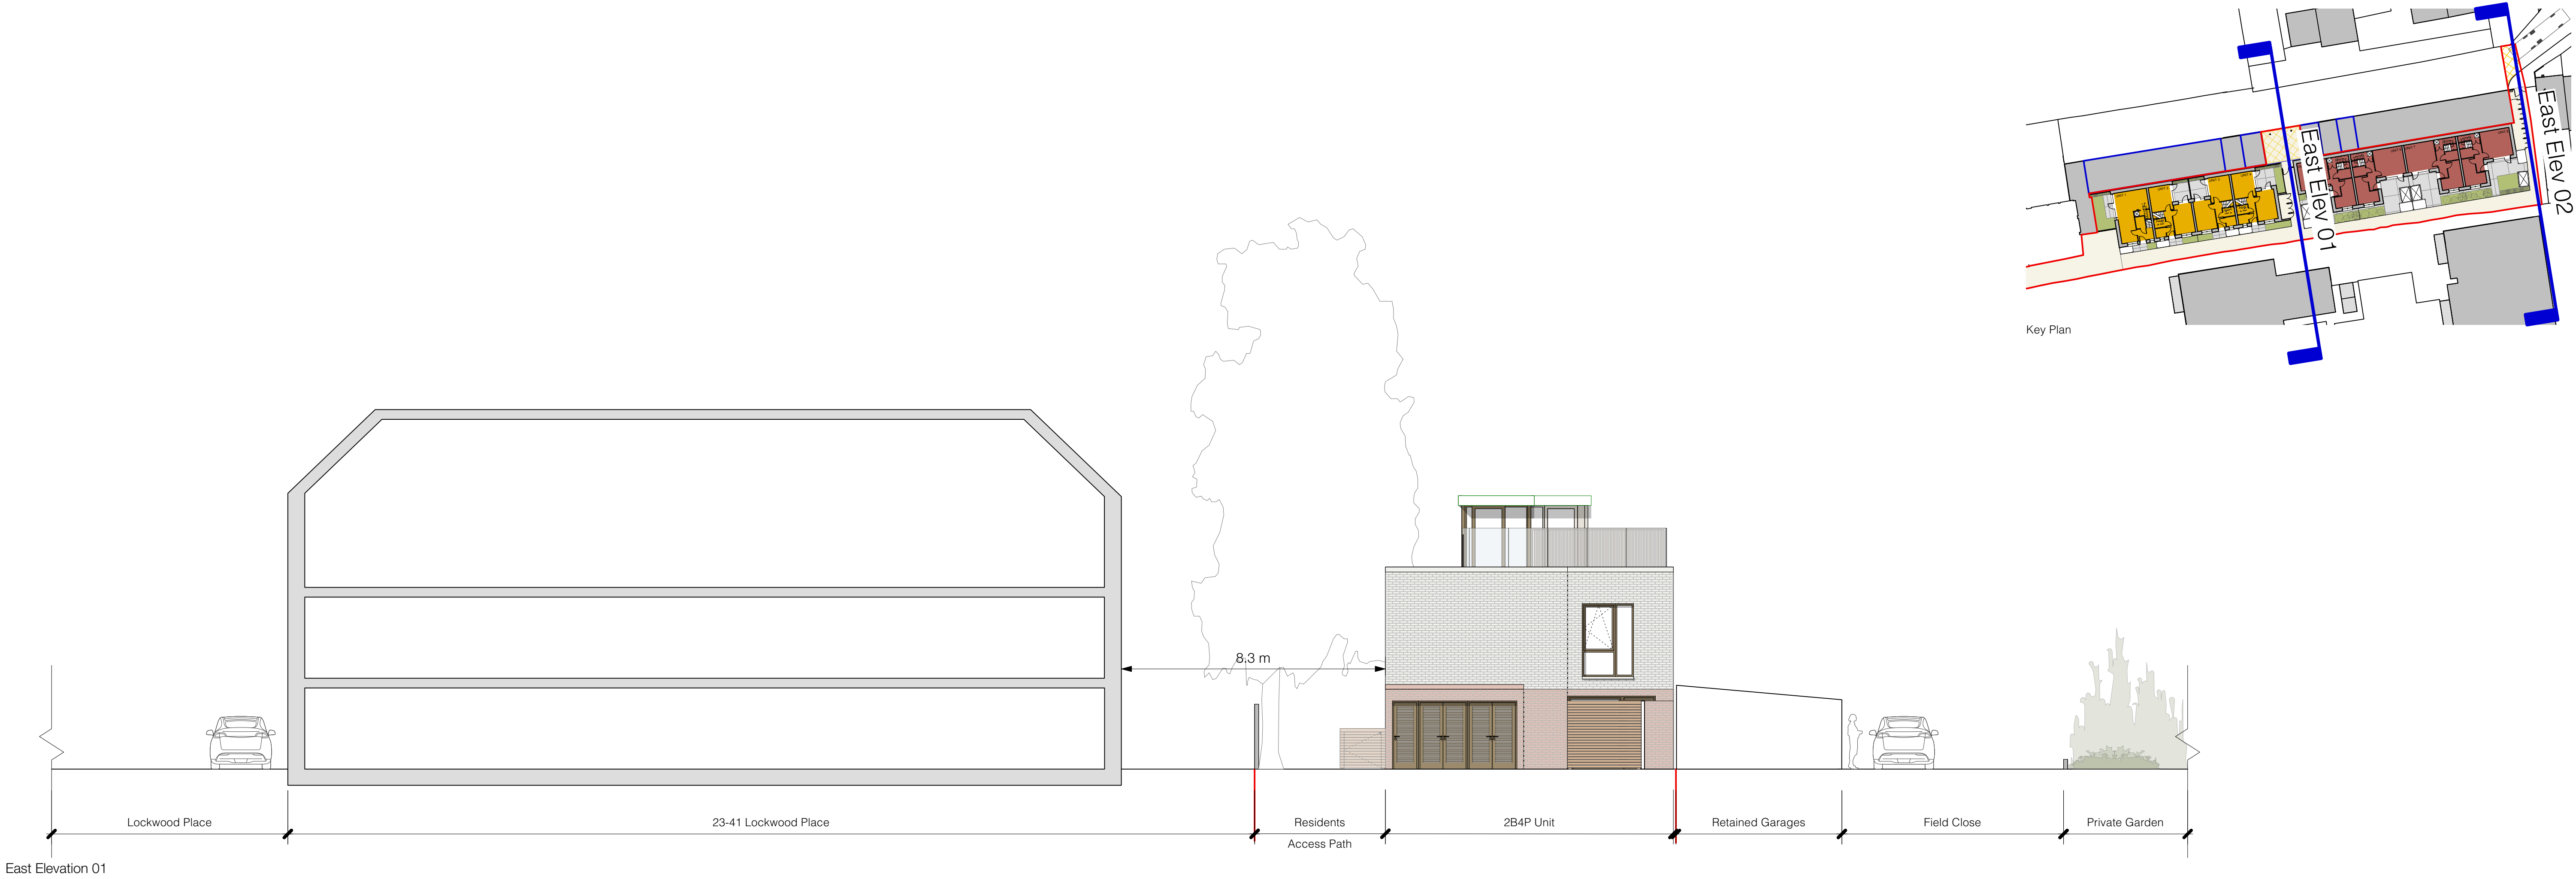 East Elev 01
East Elev 02
Key Plan
8.3 m
Lockwood Place
23-41 Lockwood Place
Residents
Access Path
2B4P Unit
Retained Garages
Field Close
Private Garden
East Elevation 01